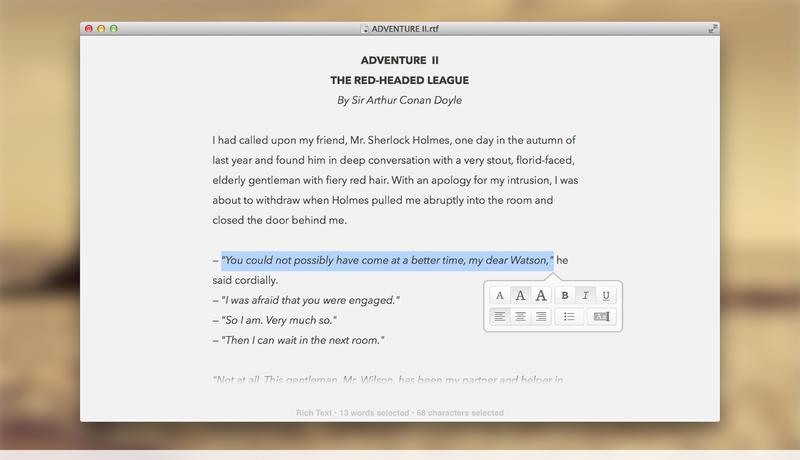 ADVENTURE II.rtf
ADVENTURE II
THE RED-HEADED LEAGUE
By Sir Arthur Conan Doyle
I had called upon my friend, Mr. Sherlock Holmes, one day in the autumn of
last year and found him in deep conversation with a very stout, florid-faced,
elderly gentleman with fiery red hair. With an apology for my intrusion, I was
about to withdraw when Holmes pulled me abruptly into the room and
closed the door behind me.
– "You could not possibly have come at a better time, my dear Watson," he
said cordially.
– "I was afraid that you were engaged."
– "So I am. Very much so."
– "Then I can wait in the next room."
A A A B I U
"Not at all. This gentleman, Mr. Wilson, has been my partner and helper in
Rich Text • 13 words selected • 68 characters selected